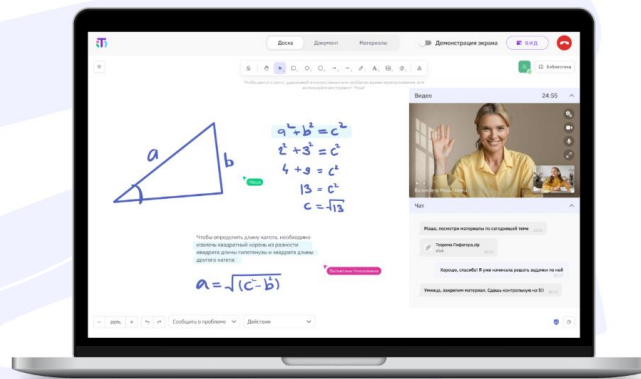 Доска Документ Материалы
Демонстрация экрана
ВИД
Библиотека
Видео 24:55
a
b
Маша
a² + b² = c²
2² + 3² = c²
4 + 9 = c²
13 = c²
c = √13
Чтобы определить длину катета, необходимо
извлечь квадратный корень из разности
квадрата длины гипотенузы и квадрата длины
другого катета:
a = √(c² - b²)
Чат
Маша, посмотри материалы по сегодняшней теме
Теорема Пифагора.zip
Хорошо, спасибо! Я уже начинала решать задачки по ней
Умница, закрепим материал. Сдашь контрольную на 5!)
Сообщить о проблеме
Действия